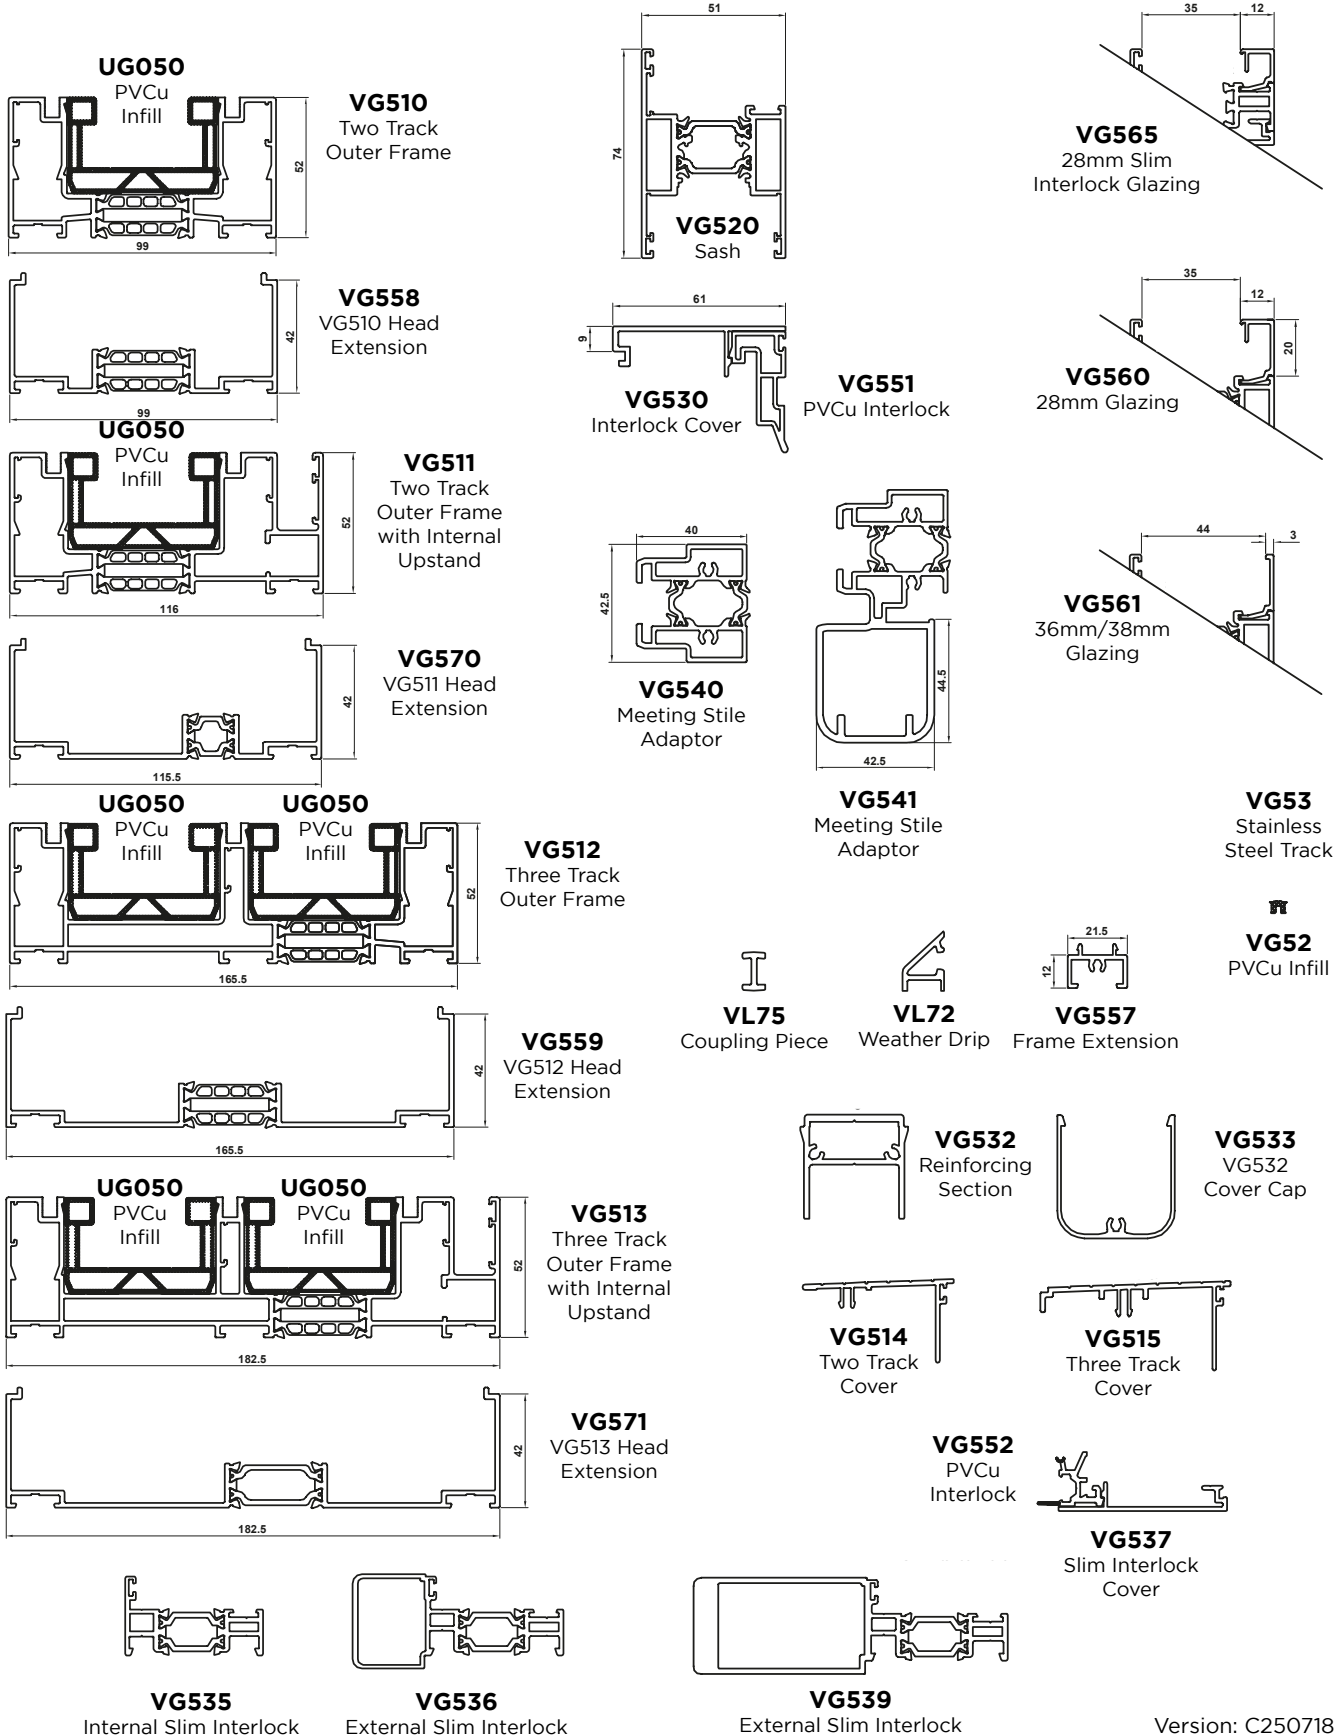 UG050
PVCu
Infill
52
99
VG510
Two Track
Outer Frame
42
99
VG558
VG510 Head
Extension
UG050
PVCu
Infill
52
116
VG511
Two Track
Outer Frame
with Internal
Upstand
42
115.5
VG570
VG511 Head
Extension
UG050
PVCu
Infill
UG050
PVCu
Infill
52
165.5
VG512
Three Track
Outer Frame
42
165.5
VG559
VG512 Head
Extension
UG050
PVCu
Infill
UG050
PVCu
Infill
52
182.5
VG513
Three Track
Outer Frame
with Internal
Upstand
42
182.5
VG571
VG513 Head
Extension
51
74
VG520
Sash
61
9
VG530
Interlock Cover
VG551
PVCu Interlock
40
42.5
VG540
Meeting Stile
Adaptor
44.5
42.5
VG541
Meeting Stile
Adaptor
35
12
VG565
28mm Slim
Interlock Glazing
35
12
20
VG560
28mm Glazing
44
3
VG561
36mm/38mm
Glazing
VG53
Stainless
Steel Track
VG52
PVCu Infill
VL75
Coupling Piece
VL72
Weather Drip
21.5
12
VG557
Frame Extension
VG532
Reinforcing
Section
VG533
VG532
Cover Cap
VG514
Two Track
Cover
VG515
Three Track
Cover
VG552
PVCu
Interlock
VG537
Slim Interlock
Cover
VG535
Internal Slim Interlock
VG536
External Slim Interlock
VG539
External Slim Interlock
Version: C250718